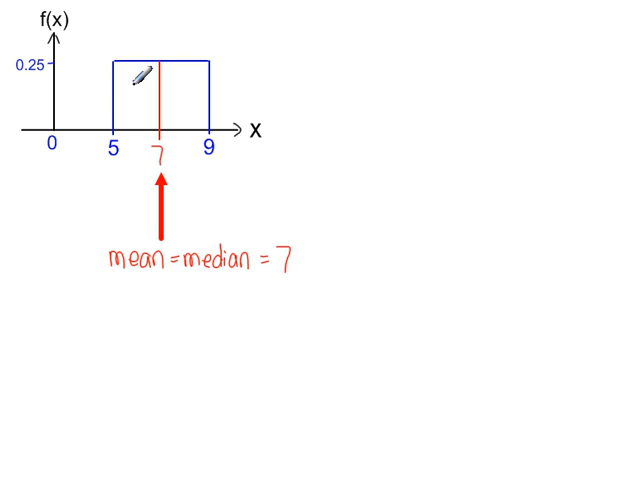 f(x)
0.25
0 5 7 9 X
mean = median = 7